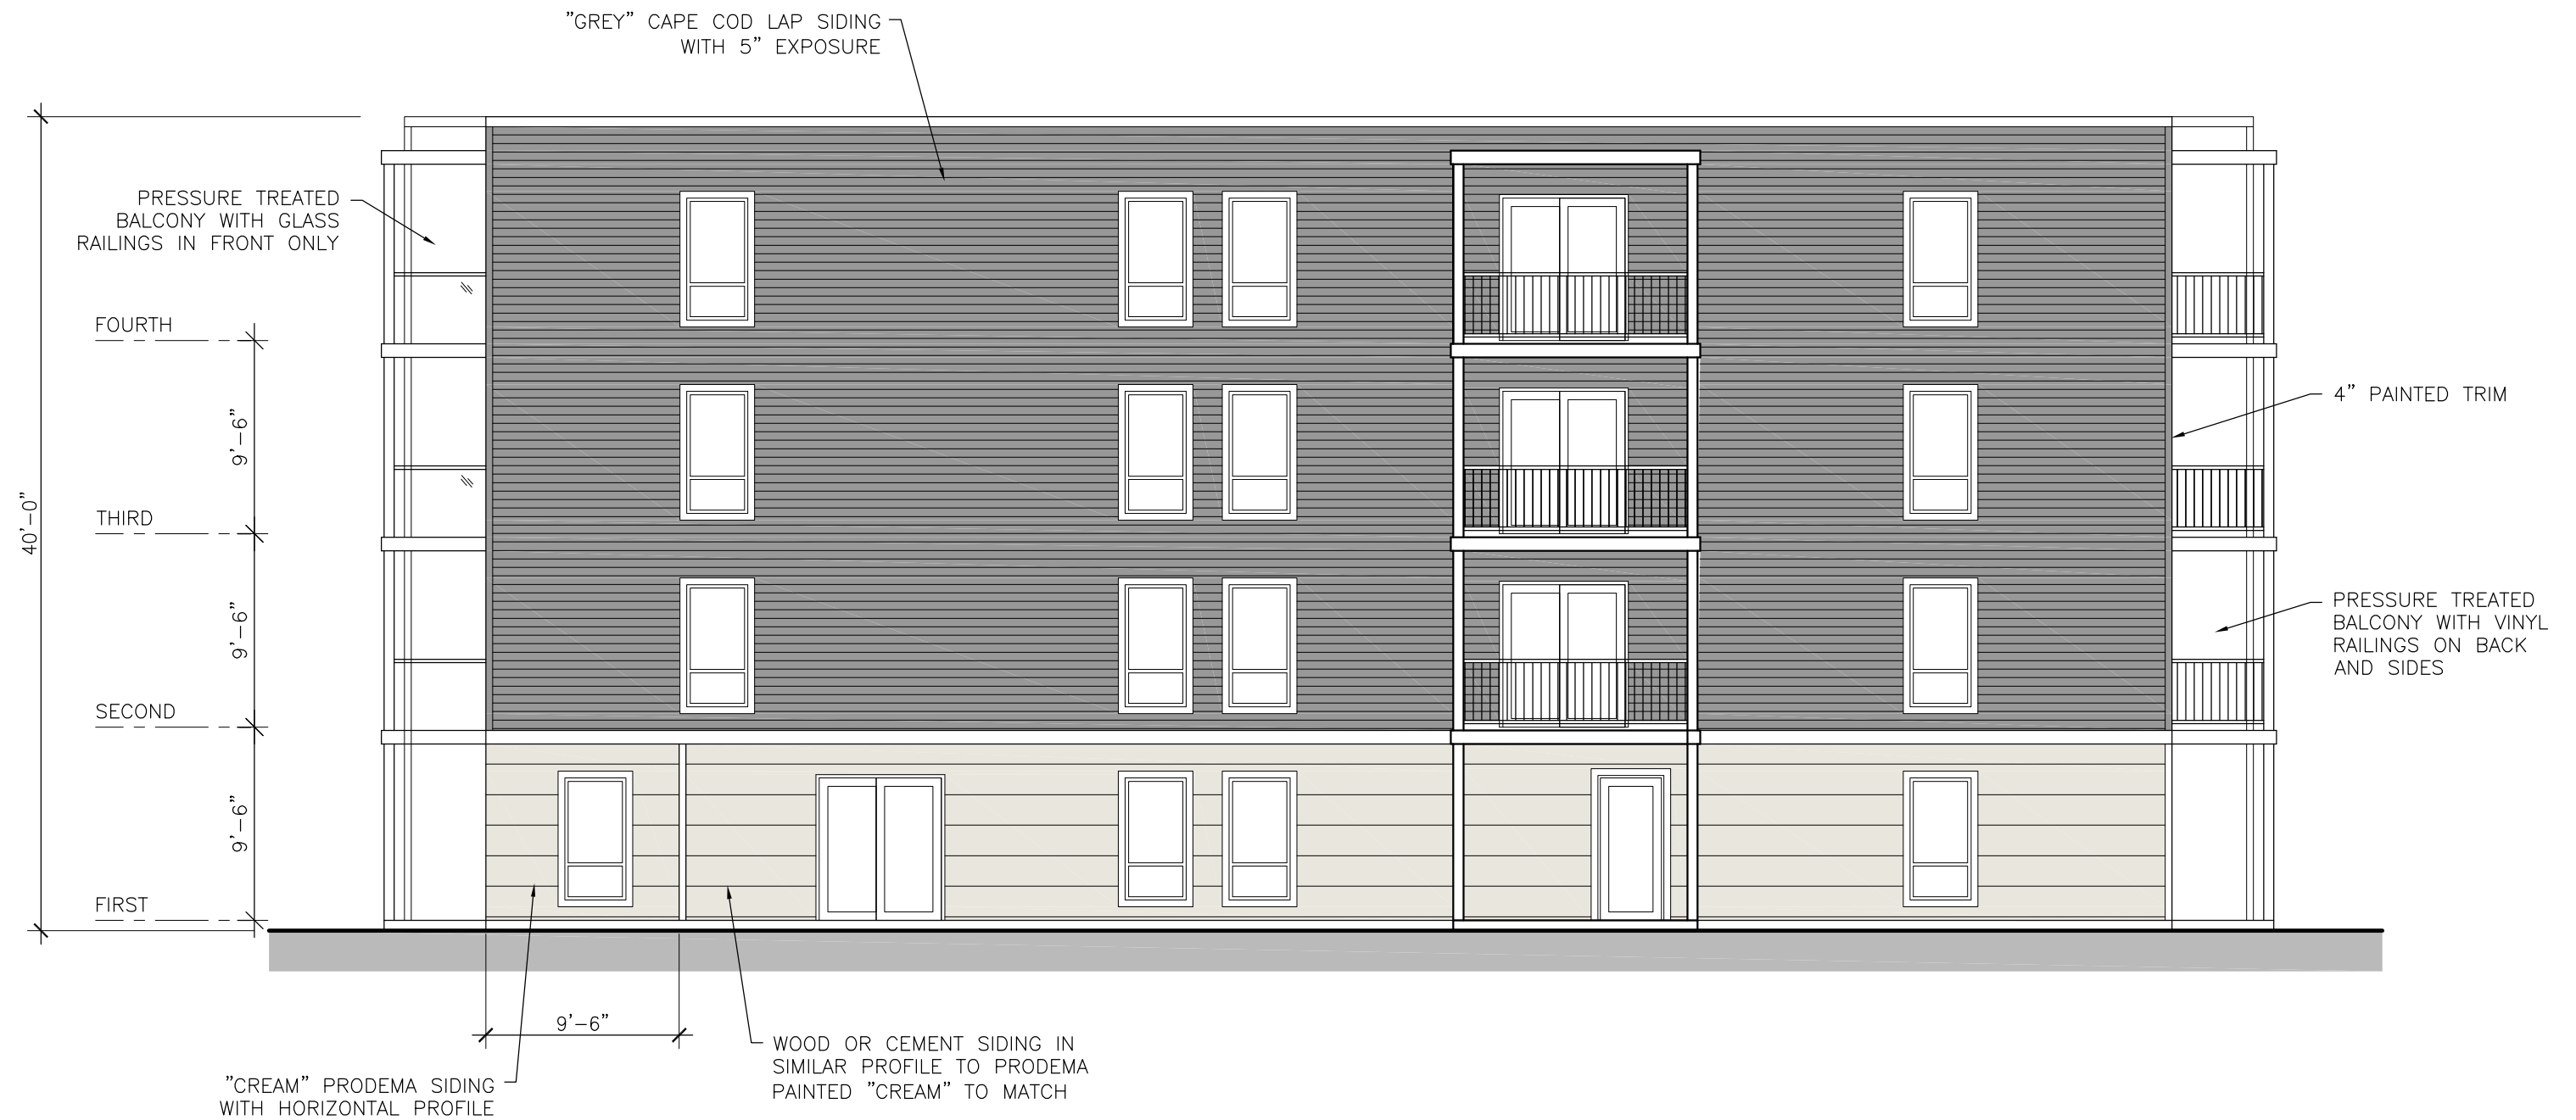 ”GREY” CAPE COD LAP SIDING
WITH 5” EXPOSURE
PRESSURE TREATED
BALCONY WITH GLASS
RAILINGS IN FRONT ONLY
FOURTH
9’–6”
THIRD
40’–0”
9’–6”
SECOND
9’–6”
FIRST
4” PAINTED TRIM
PRESSURE TREATED
BALCONY WITH VINYL
RAILINGS ON BACK
AND SIDES
9’–6”
WOOD OR CEMENT SIDING IN
SIMILAR PROFILE TO PRODEMA
PAINTED ”CREAM” TO MATCH
”CREAM” PRODEMA SIDING
WITH HORIZONTAL PROFILE